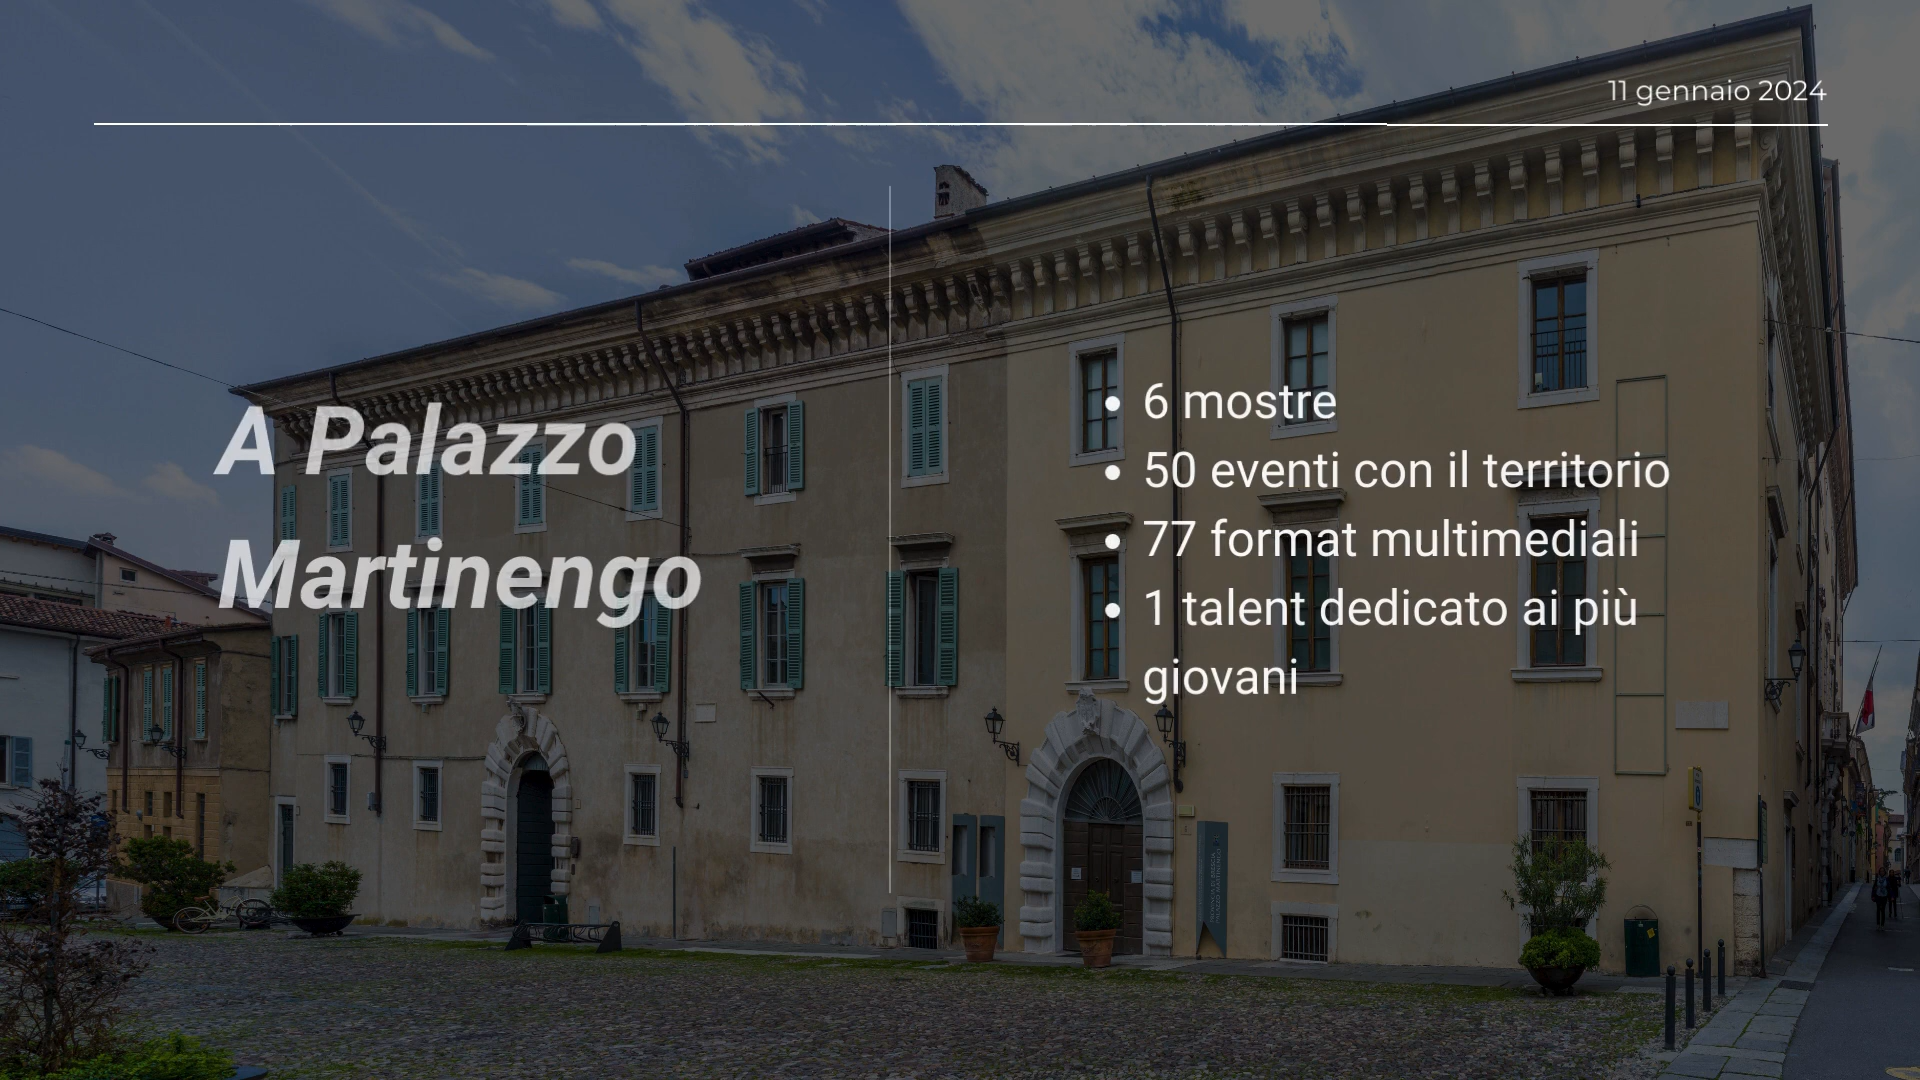 11 gennaio 2024
A Palazzo
Martinengo
• 6 mostre
• 50 eventi con il territorio
• 77 format multimediali
• 1 talent dedicato ai più
giovani